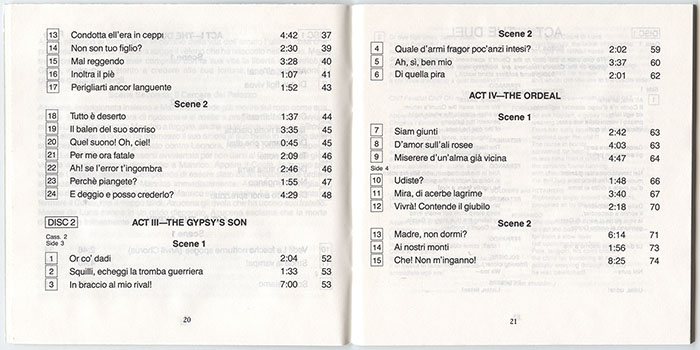 13 Condotta ell'era in ceppi 4:42 37
14 Non son tuo figlio? 2:30 39
15 Mal reggendo 3:28 40
16 Inoltra il piè 1:07 41
17 Perigliarti ancor languente 1:52 43
Scene 2
18 Tutto è deserto 1:37 44
19 Il balen del suo sorriso 3:35 45
20 Quel suono! Oh, ciel! 0:45 45
21 Per me ora fatale 2:09 46
22 Ah! se l'error t'ingombra 2:46 46
23 Perchè piangete? 1:55 47
24 E deggio e posso crederlo? 4:29 48
DISC 2 ACT III—THE GYPSY'S SON
Cass. 2
Side 3
Scene 1
1 Or co' dadi 2:04 52
2 Squilli, echeggi la tromba guerriera 1:33 53
3 In braccio al mio rival! 7:00 53
20
Scene 2
4 Quale d'armi fragor poc'anzi intesi? 2:02 59
5 Ah, sì, ben mio 3:37 60
6 Di quella pira 2:01 62
ACT IV—THE ORDEAL
Scene 1
7 Siam giunti 2:42 63
8 D'amor sull'ali rosee 4:03 63
9 Miserere d'un'alma già vicina 4:47 64
Side 4
10 Udiste? 1:48 66
11 Mira, di acerbe lagrime 3:40 67
12 Vivrà! Contende il giubilo 2:18 70
Scene 2
13 Madre, non dormi? 6:14 71
14 Ai nostri monti 1:56 73
15 Che! Non m'inganno! 8:25 74
21